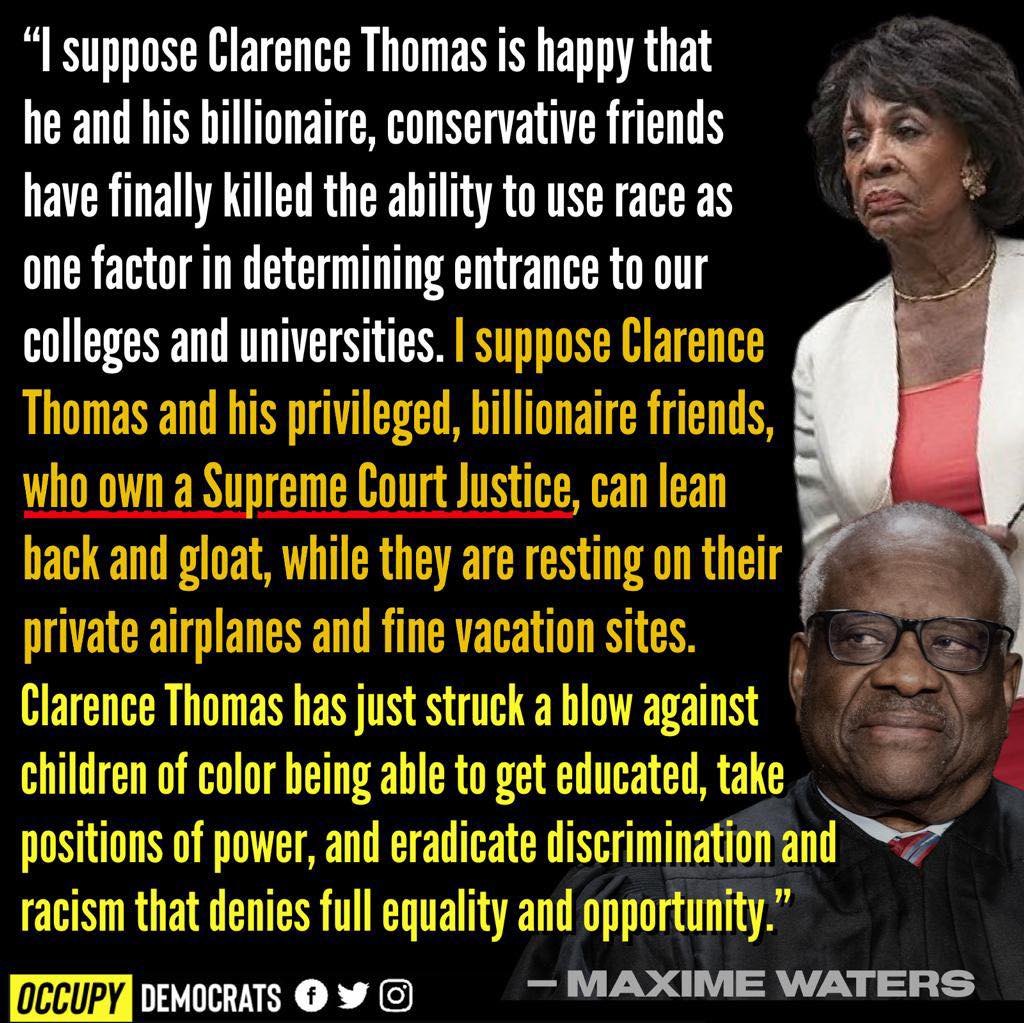 “I suppose Clarence Thomas is happy that
he and his billionaire, conservative friends
have finally killed the ability to use race as
one factor in determining entrance to our
colleges and universities. I suppose Clarence
Thomas and his privileged, billionaire friends,
who own a Supreme Court Justice, can lean
back and gloat, while they are resting on their
private airplanes and fine vacation sites.
Clarence Thomas has just struck a blow against
children of color being able to get educated, take
positions of power, and eradicate discrimination and
racism that denies full equality and opportunity.”
– MAXIME WATERS
OCCUPY DEMOCRATS